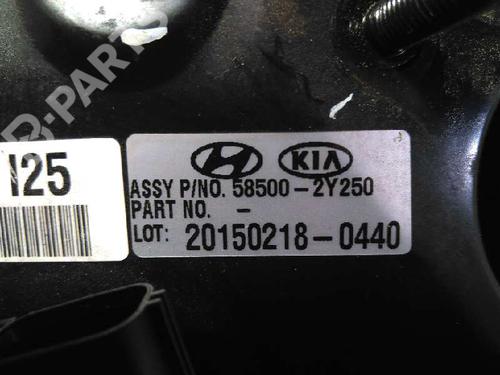 B-PARTS
I25
KIA
ASSY P/NO. 58500-2Y250
PART NO. -
LOT: 20150218-0440